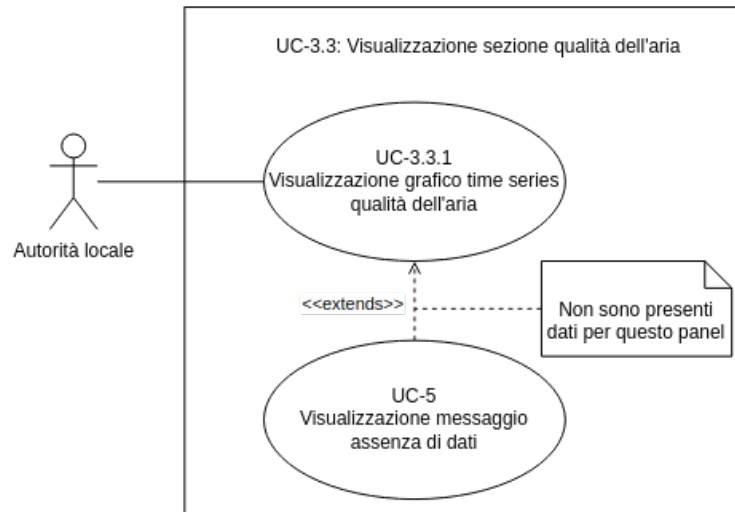 UC-3.3: Visualizzazione sezione qualità dell'aria
UC-3.3.1
Visualizzazione grafico time series
qualità dell'aria
Autorità locale
<<extends>>
Non sono presenti
dati per questo panel
UC-5
Visualizzazione messaggio
assenza di dati